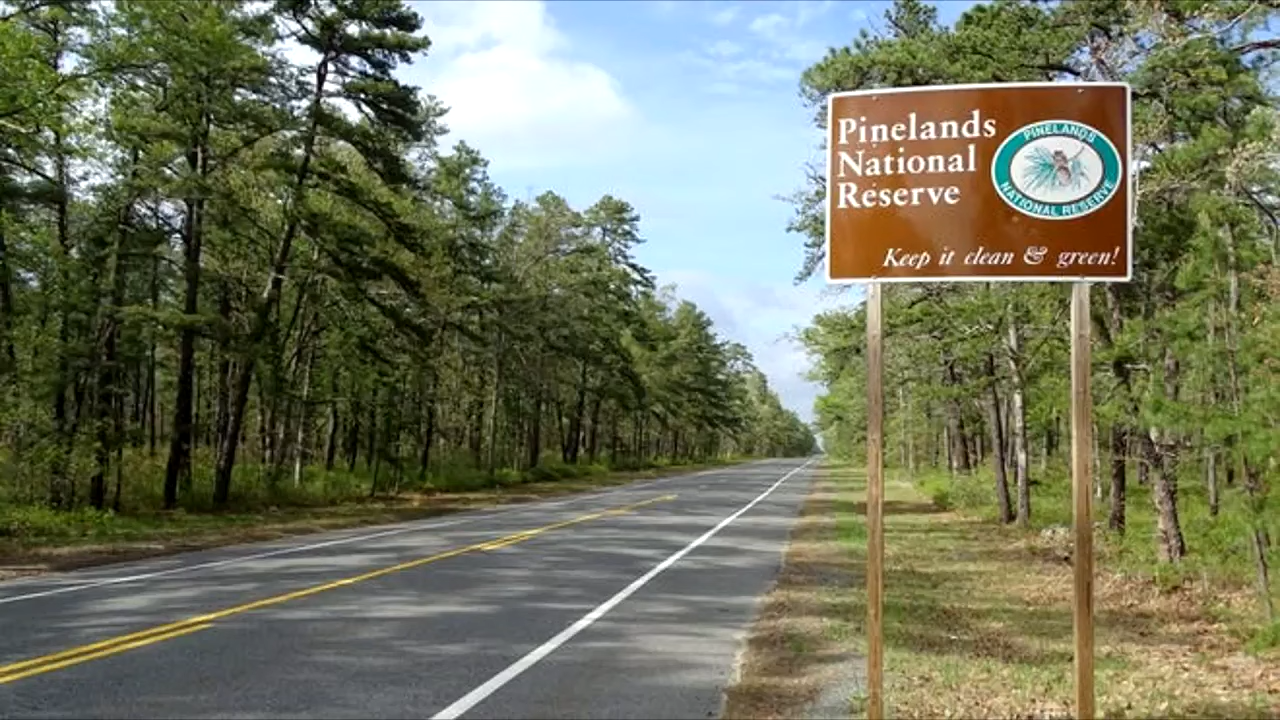 Pinelands
National
Reserve
PINELANDS
NATIONAL RESERVE
Keep it clean & green!